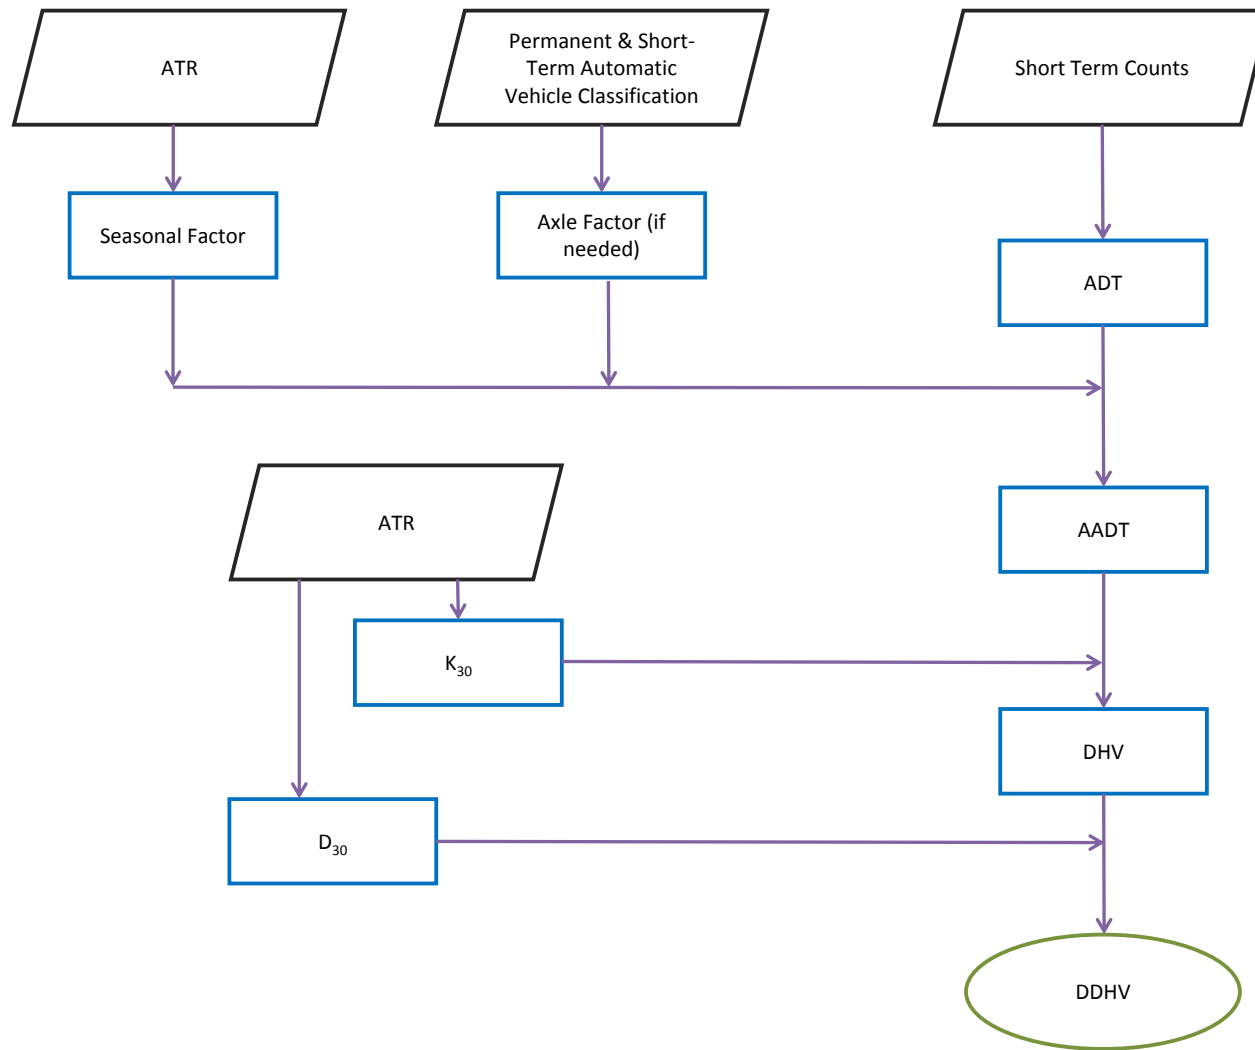 ATR
Permanent & Short-
Term Automatic
Vehicle Classification
Short Term Counts
Seasonal Factor
Axle Factor (if
needed)
ADT
ATR
AADT
K30
DHV
D30
DDHV